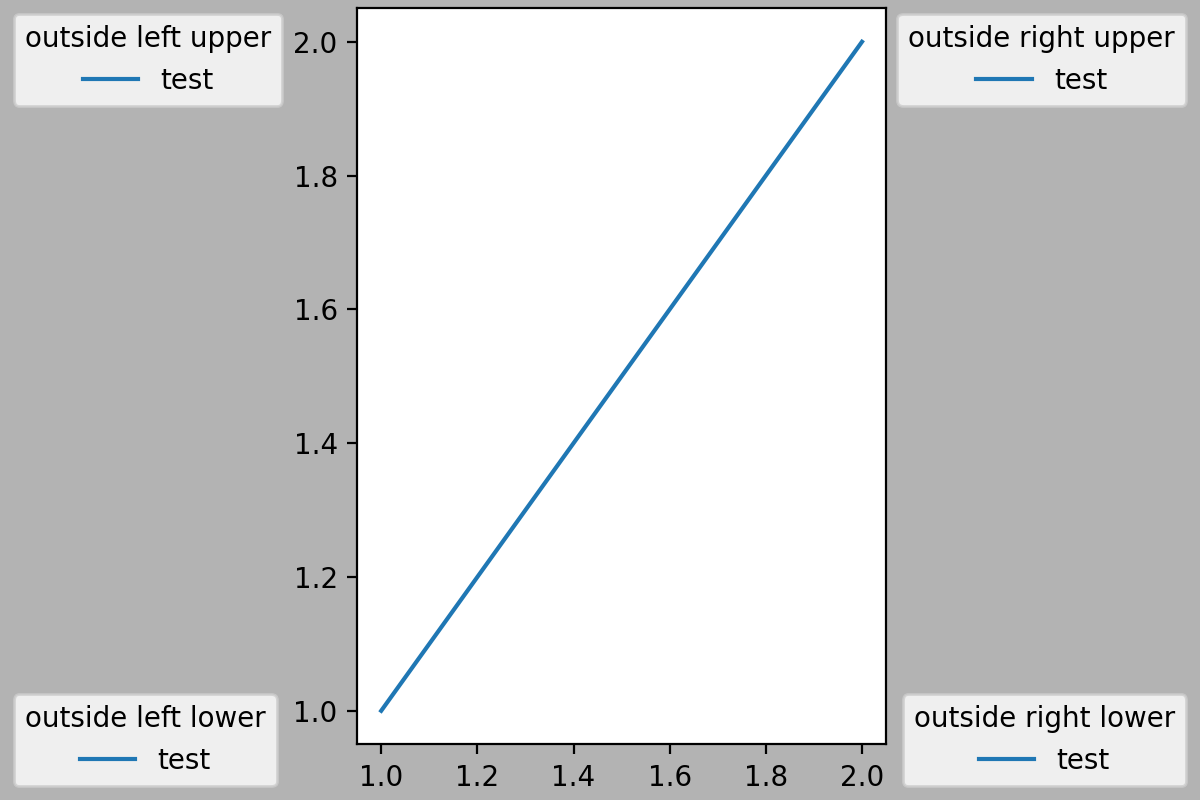 outside left upper
test
outside right upper
test
2.0
1.8
1.6
1.4
1.2
1.0
outside left lower
test
outside right lower
test
1.0 1.2 1.4 1.6 1.8 2.0